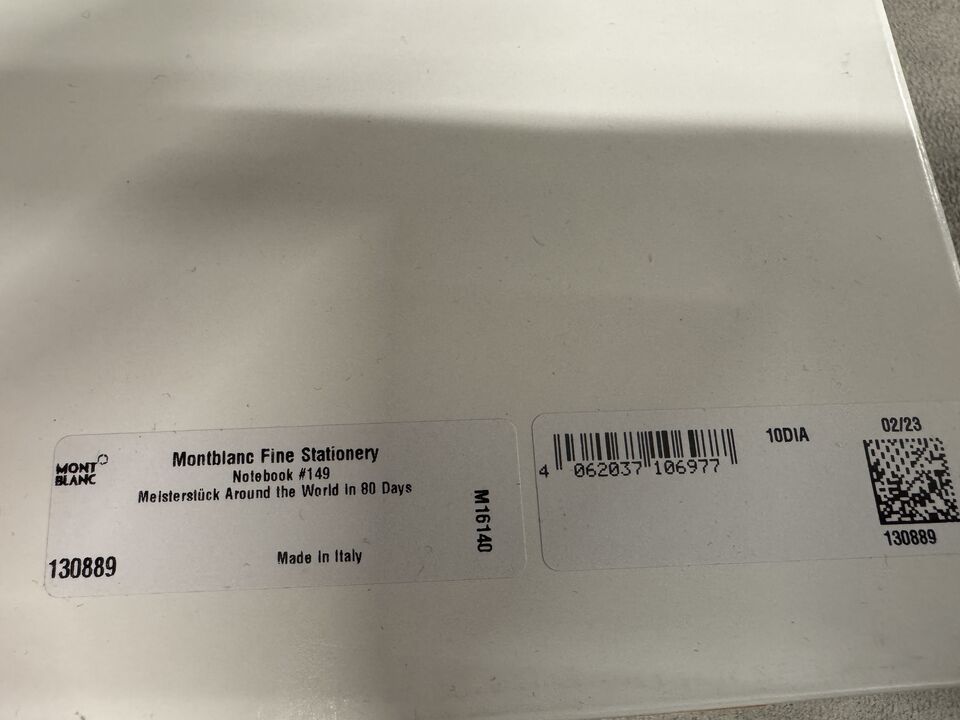 MONT
BLANC
Montblanc Fine Stationery
Notebook #149
Meisterstück Around the World In 80 Days
M16140
130889
Made In Italy
4 062037 106977
10DIA
02/23
130889